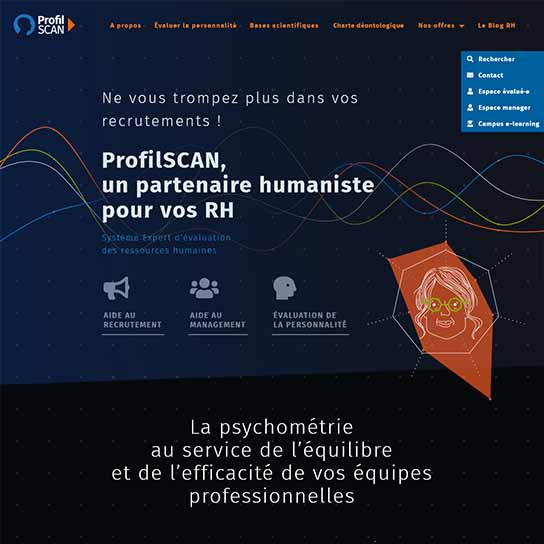 Profil
SCAN
A propos
Évaluer la personnalité
Bases scientifiques
Charte déontologique
Nos offres
Le Blog RH
Rechercher
Contact
Espace évalué·e
Espace manager
Campus e-learning
Ne vous trompez plus dans vos
recrutements !
ProfilSCAN,
un partenaire humaniste
pour vos RH
Système Expert d'évaluation
des ressources humaines
AIDE AU
RECRUTEMENT
AIDE AU
MANAGEMENT
ÉVALUATION DE
LA PERSONNALITÉ
La psychométrie
au service de l'équilibre
et de l'efficacité de vos équipes
professionnelles